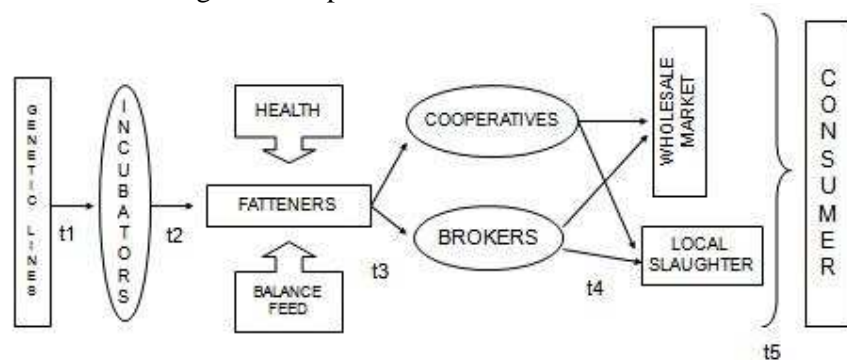 GENETIC LINES
t1
INCUBATORS
t2
HEALTH
FATTENERS
BALANCE
FEED
t3
COOPERATIVES
BROKERS
t4
WHOLESALE
MARKET
LOCAL
SLAUGHTER
t5
CONSUMER